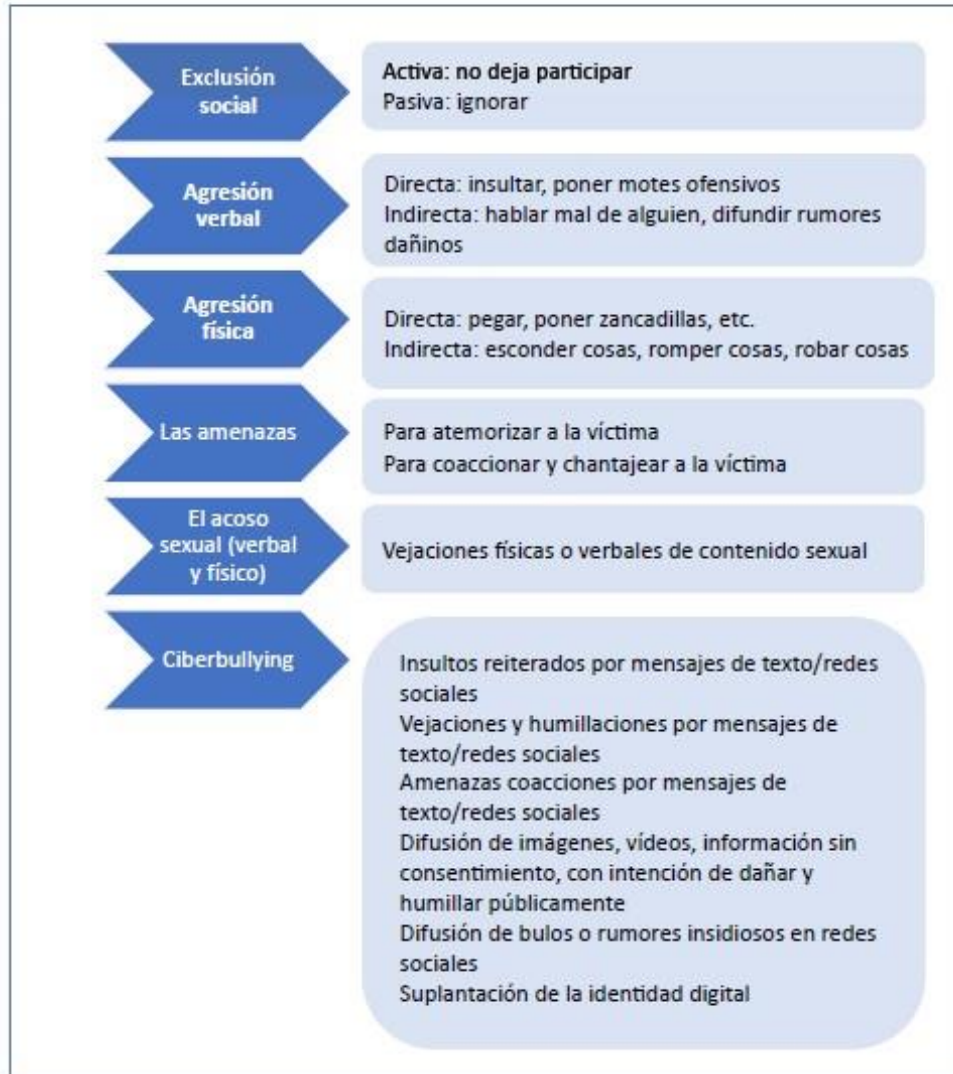 Exclusión
social
Activa: no deja participar
Pasiva: ignorar
Agresión
verbal
Directa: insultar, poner motes ofensivos
Indirecta: hablar mal de alguien, difundir rumores
dañinos
Agresión
física
Directa: pegar, poner zancadillas, etc.
Indirecta: esconder cosas, romper cosas, robar cosas
Las amenazas
Para atemorizar a la víctima
Para coaccionar y chantajear a la víctima
El acoso
sexual (verbal
y físico)
Vejaciones físicas o verbales de contenido sexual
Ciberbullying
Insultos reiterados por mensajes de texto/redes
sociales
Vejaciones y humillaciones por mensajes de
texto/redes sociales
Amenazas coacciones por mensajes de
texto/redes sociales
Difusión de imágenes, vídeos, información sin
consentimiento, con intención de dañar y
humillar públicamente
Difusión de bulos o rumores insidiosos en redes
sociales
Suplantación de la identidad digital